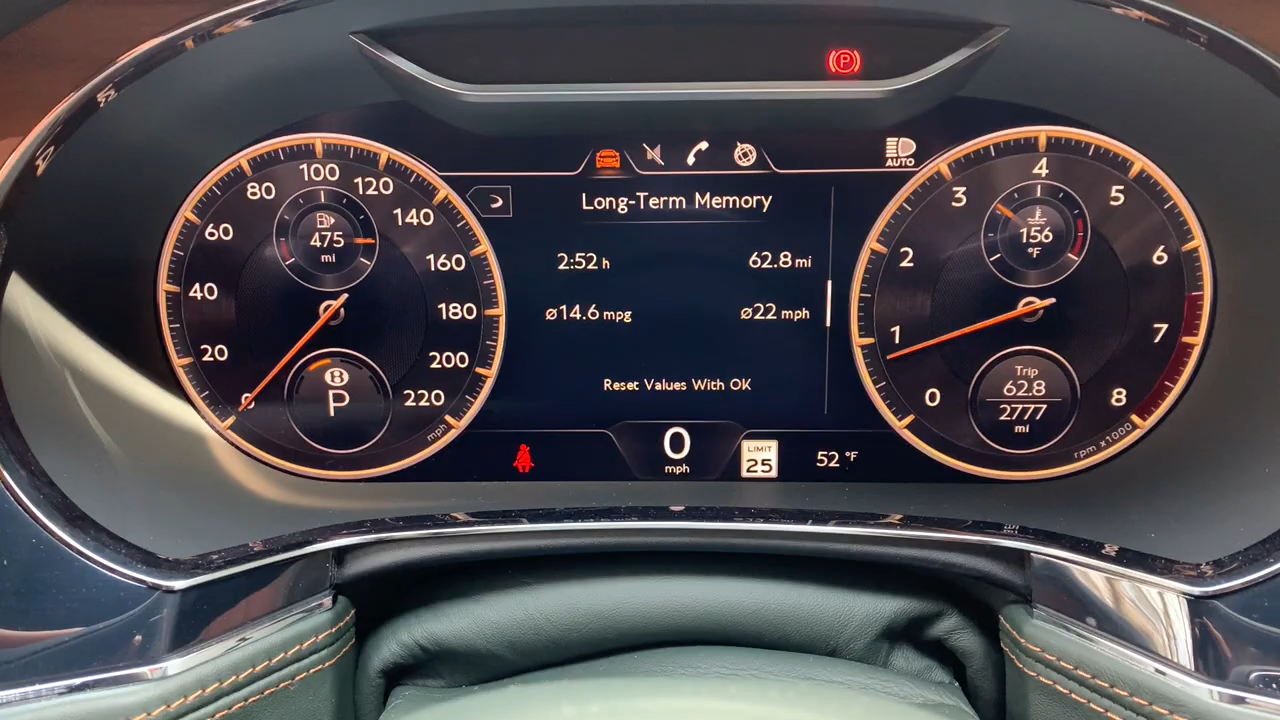 P
AUTO
Long-Term Memory
2:52 h
62.8 mi
⌀14.6 mpg
⌀22 mph
Reset Values With OK
0
mph
LIMIT
25
52 °F
0
20
40
60
80
100
120
140
160
180
200
220
mph
475
mi
B
P
0
1
2
3
4
5
6
7
8
rpm x1000
156
°F
Trip
62.8
2777
mi